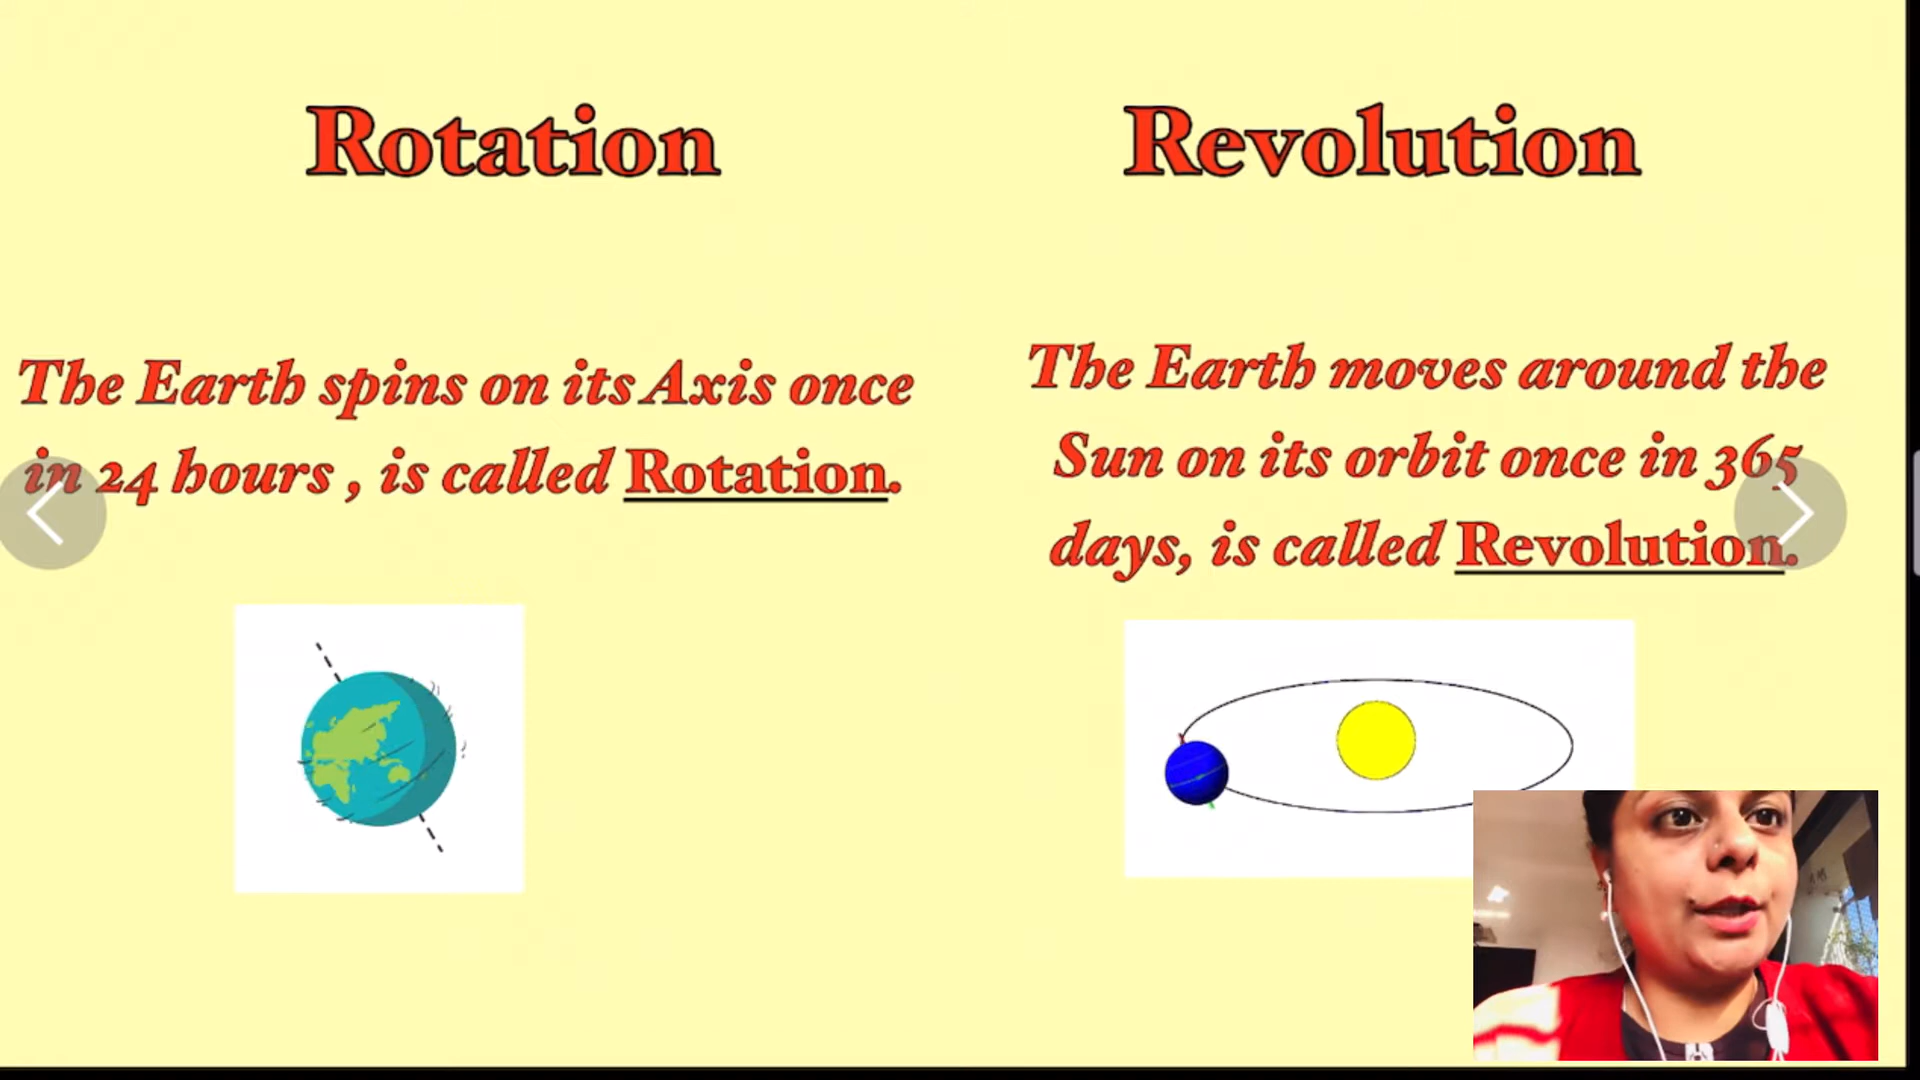 Rotation
The Earth spins on its Axis once
in 24 hours , is called Rotation.
Revolution
The Earth moves around the
Sun on its orbit once in 365
days, is called Revolution.